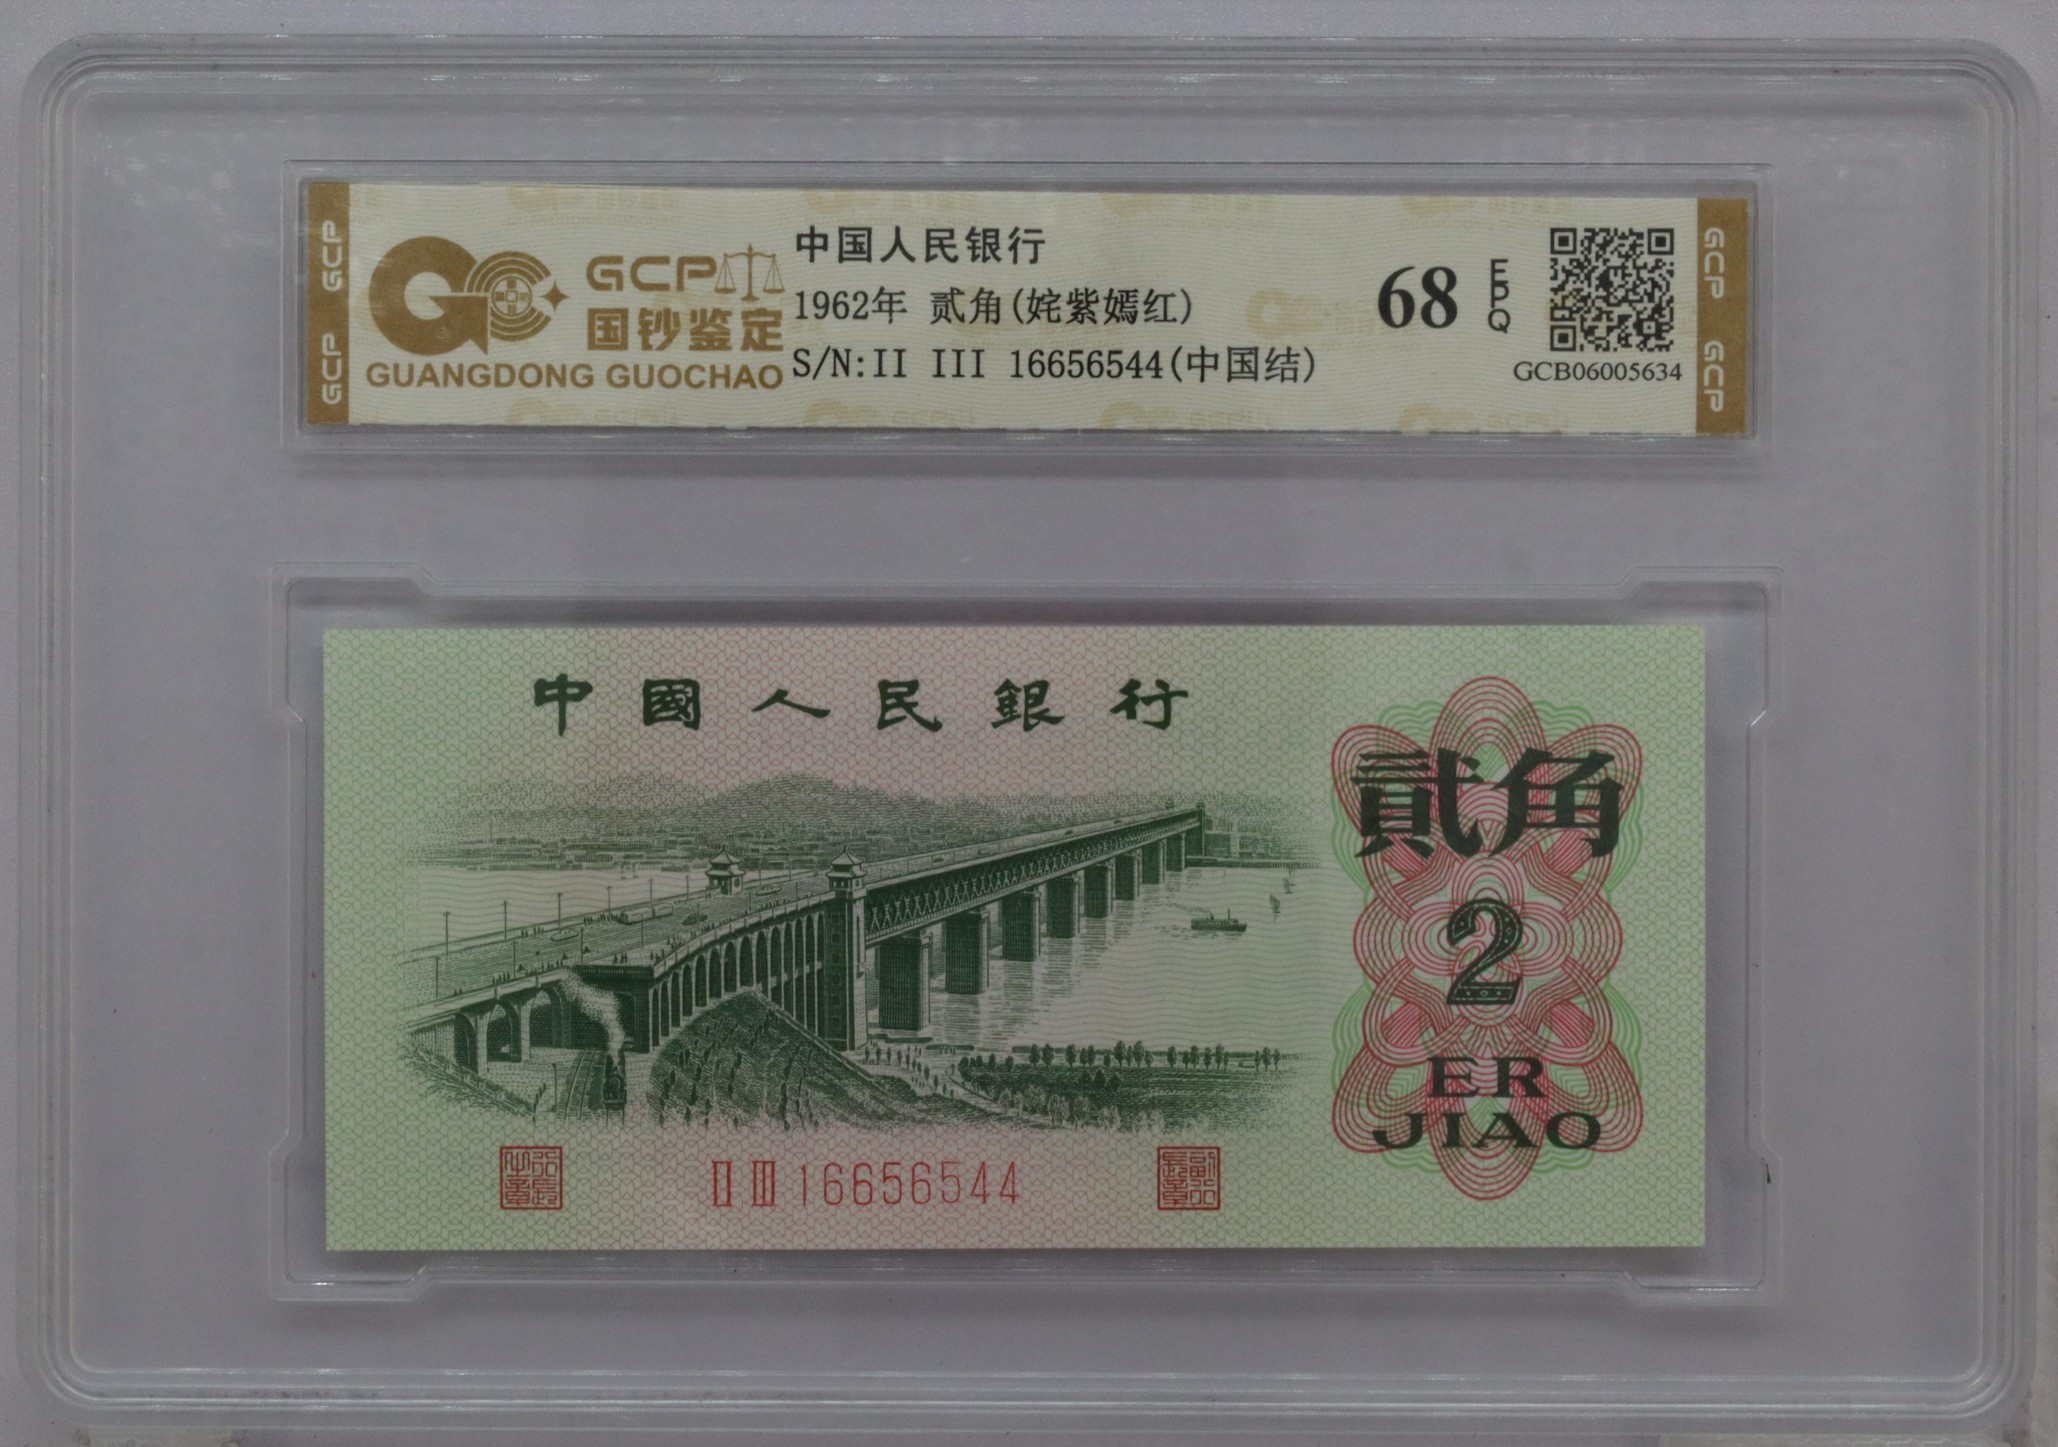 GCP GCP
GCP
国钞鉴定
GUANGDONG GUOCHAO
中国人民银行
1962年 贰角(姹紫嫣红)
S/N:II III 16656544(中国结)
68 EPQ
GCB06005634
GCP GCP
中國人民銀行
貳角
2
ER
JIAO
II III 16656544